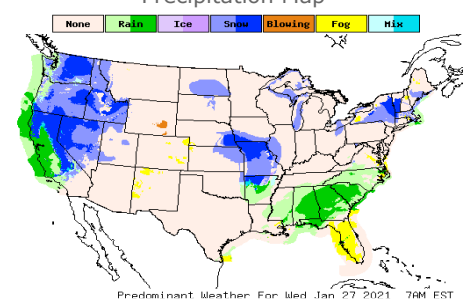 Precipitation Map
None Rain Ice Snow Blowing Fog Mix
Predominant Weather For Wed Jan 27 2021 7AM EST